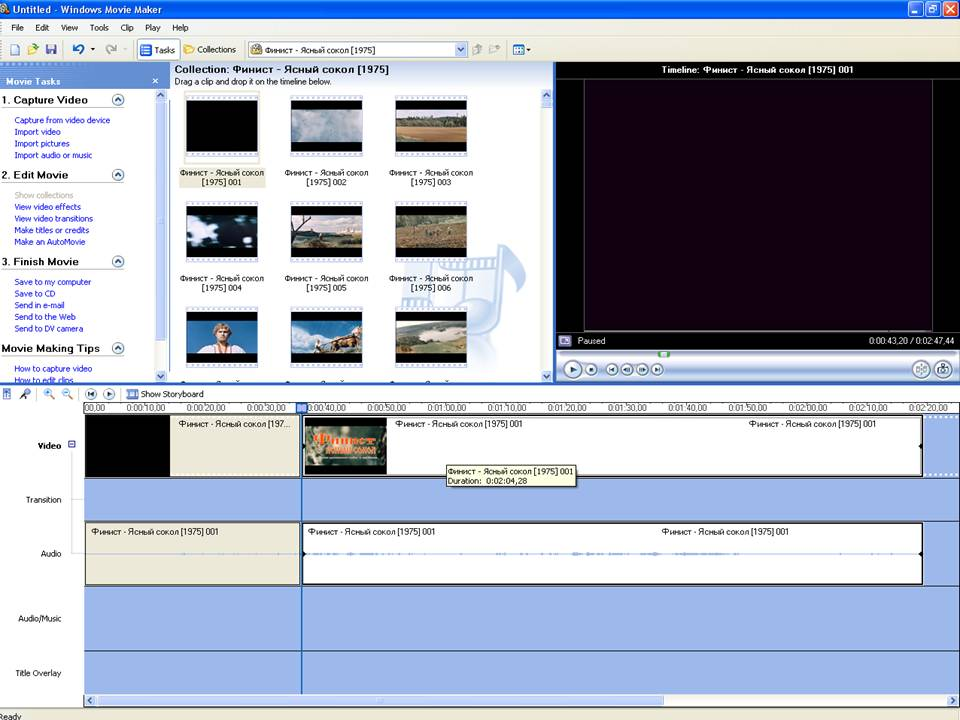 Untitled - Windows Movie Maker
File Edit View Tools Clip Play Help
Tasks Collections Финист - Ясный сокол [1975]
Movie Tasks
1. Capture Video
Capture from video device
Import video
Import pictures
Import audio or music
2. Edit Movie
Show collections
View video effects
View video transitions
Make titles or credits
Make an AutoMovie
3. Finish Movie
Save to my computer
Save to CD
Send in e-mail
Send to the Web
Send to DV camera
Movie Making Tips
How to capture video
How to edit clips
Collection: Финист - Ясный сокол [1975]
Drag a clip and drop it on the timeline below.
Финист - Ясный сокол [1975] 001
Финист - Ясный сокол [1975] 002
Финист - Ясный сокол [1975] 003
Финист - Ясный сокол [1975] 004
Финист - Ясный сокол [1975] 005
Финист - Ясный сокол [1975] 006
Timeline: Финист - Ясный сокол [1975] 001
Paused 0:00:43,20 / 0:02:47,44
Show Storyboard
00,00 0:00:10,00 0:00:20,00 0:00:30,00 0:00:40,00 0:00:50,00 0:01:00,00 0:01:10,00 0:01:20,00 0:01:30,00 0:01:40,00 0:01:50,00 0:02:00,00 0:02:10,00 0:02:20,00
Video
Финист - Ясный сокол [197...
Финист
Ясный сокол
Финист - Ясный сокол [1975] 001 Финист - Ясный сокол [1975] 001
Финист - Ясный сокол [1975] 001
Duration: 0:02:04,28
Transition
Audio
Финист - Ясный сокол [1975] 001 Финист - Ясный сокол [1975] 001 Финист - Ясный сокол [1975] 001
Audio/Music
Title Overlay
Ready